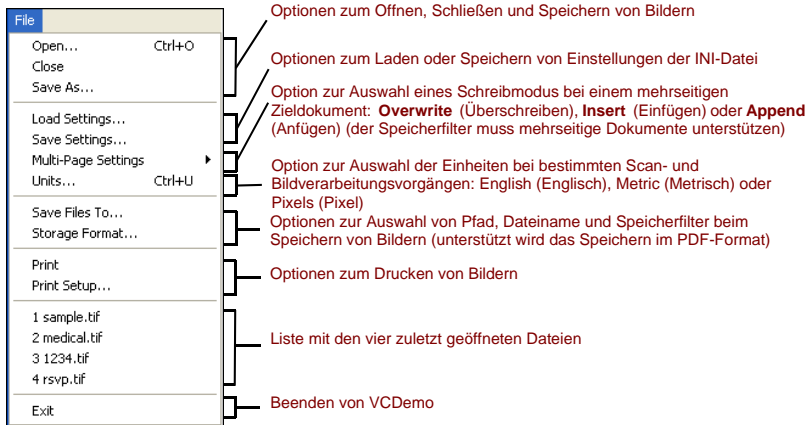 File
Open... Ctrl+O
Close
Save As...
Load Settings...
Save Settings...
Multi-Page Settings
Units... Ctrl+U
Save Files To...
Storage Format...
Print
Print Setup...
1 sample.tif
2 medical.tif
3 1234.tif
4 rsvp.tif
Exit
Optionen zum Öffnen, Schließen und Speichern von Bildern
Optionen zum Laden oder Speichern von Einstellungen der INI-Datei
Option zur Auswahl eines Schreibmodus bei einem mehrseitigen
Zieldokument: Overwrite (Überschreiben), Insert (Einfügen) oder Append
(Anfügen) (der Speicherfilter muss mehrseitige Dokumente unterstützen)
Option zur Auswahl der Einheiten bei bestimmten Scan- und
Bildverarbeitungsvorgängen: English (Englisch), Metric (Metrisch) oder
Pixels (Pixel)
Optionen zur Auswahl von Pfad, Dateiname und Speicherfilter beim
Speichern von Bildern (unterstützt wird das Speichern im PDF-Format)
Optionen zum Drucken von Bildern
Liste mit den vier zuletzt geöffneten Dateien
Beenden von VCDemo